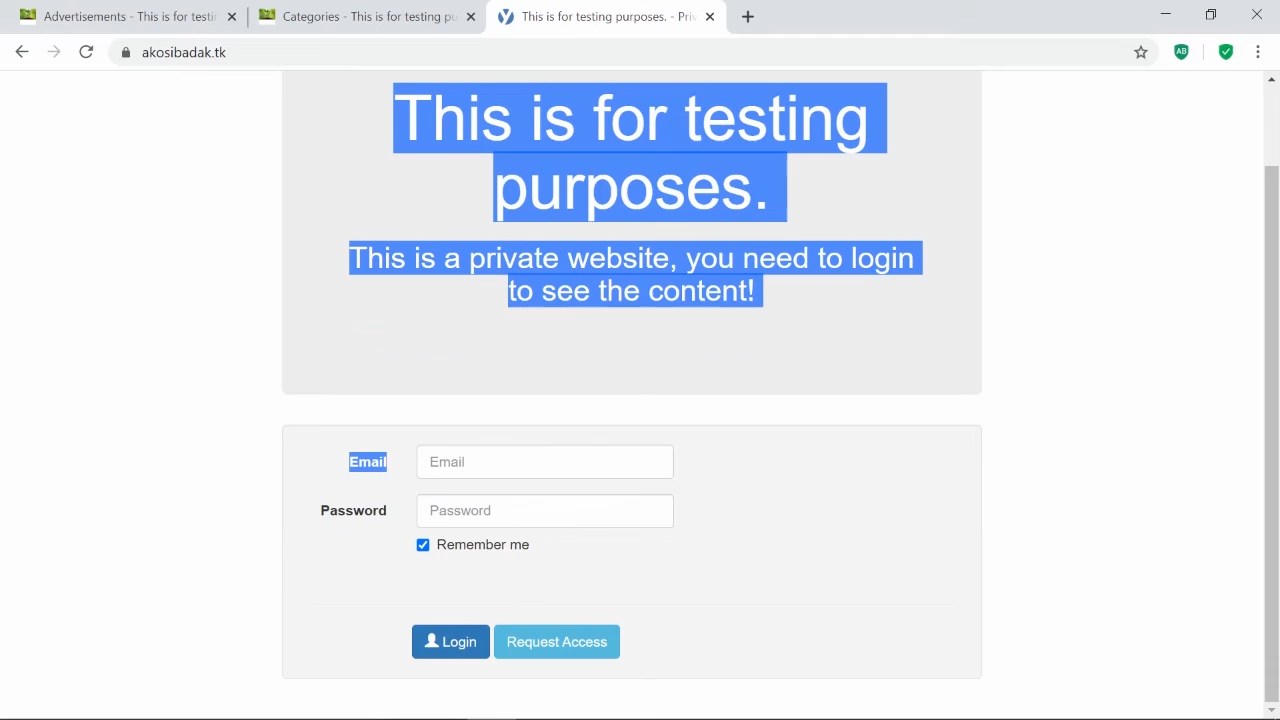 Advertisements - This is for testin
Categories - This is for testing pu
This is for testing purposes. - Priv
akosibadak.tk
AB
This is for testing
purposes.
This is a private website, you need to login
to see the content!
Email
Email
Password
Password
Remember me
Login
Request Access